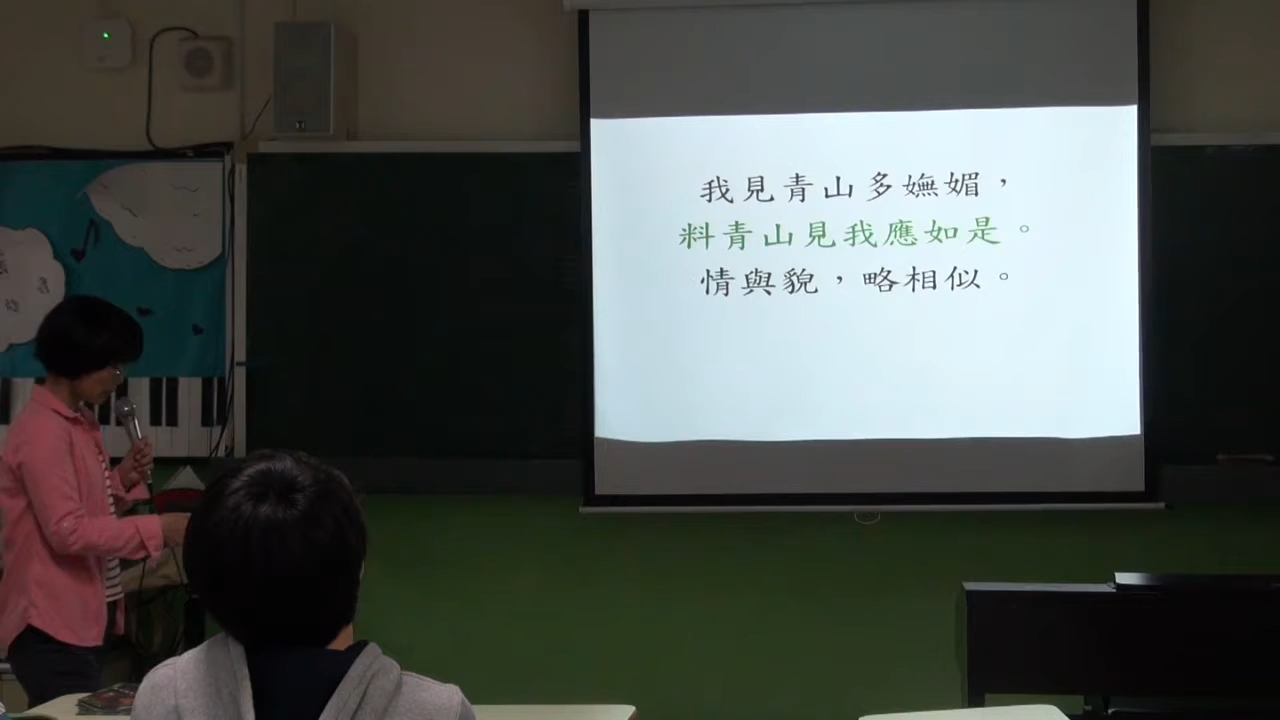 我見青山多嫵媚，
料青山見我應如是。
情與貌，略相似。